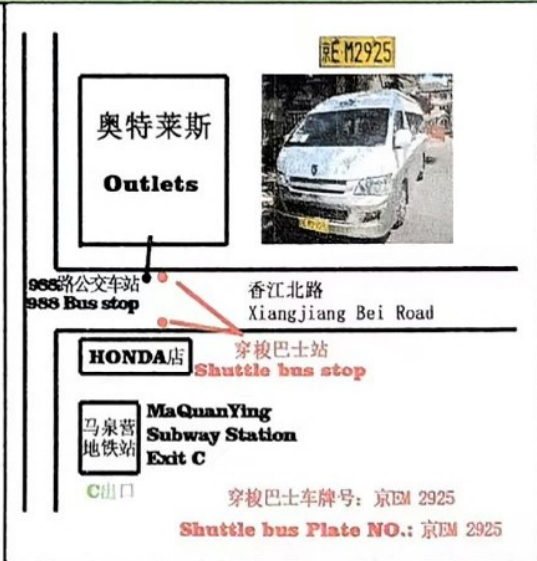 京E·M2925
奥特莱斯
Outlets
988路公交车站
988 Bus stop
香江北路
Xiangjiang Bei Road
穿梭巴士站
Shuttle bus stop
HONDA店
马泉营
地铁站
MaQuanYing
Subway Station
Exit C
C出口
穿梭巴士车牌号: 京EM 2925
Shuttle bus Plate NO.: 京EM 2925